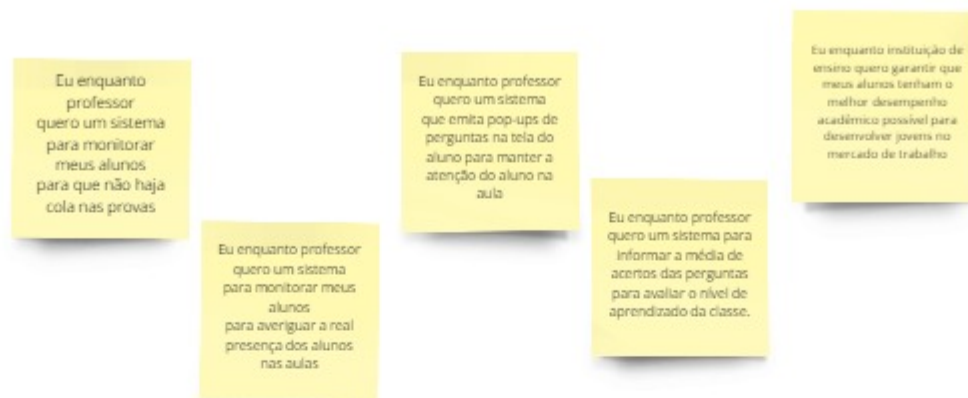 Eu enquanto
professor
quero um sistema
para monitorar
meus alunos
para que não haja
cola nas provas
Eu enquanto professor
quero um sistema
para monitorar meus
alunos
para averiguar a real
presença dos alunos
nas aulas
Eu enquanto professor
quero um sistema
que emita pop-ups de
perguntas na tela do
aluno para manter a
atenção do aluno na
aula
Eu enquanto professor
quero um sistema para
informar a média de
acertos das perguntas
para avaliar o nível de
aprendizado da classe.
Eu enquanto instituição de
ensino quero garantir que
meus alunos tenham o
melhor desempenho
acadêmico possível para
desenvolver jovens no
mercado de trabalho